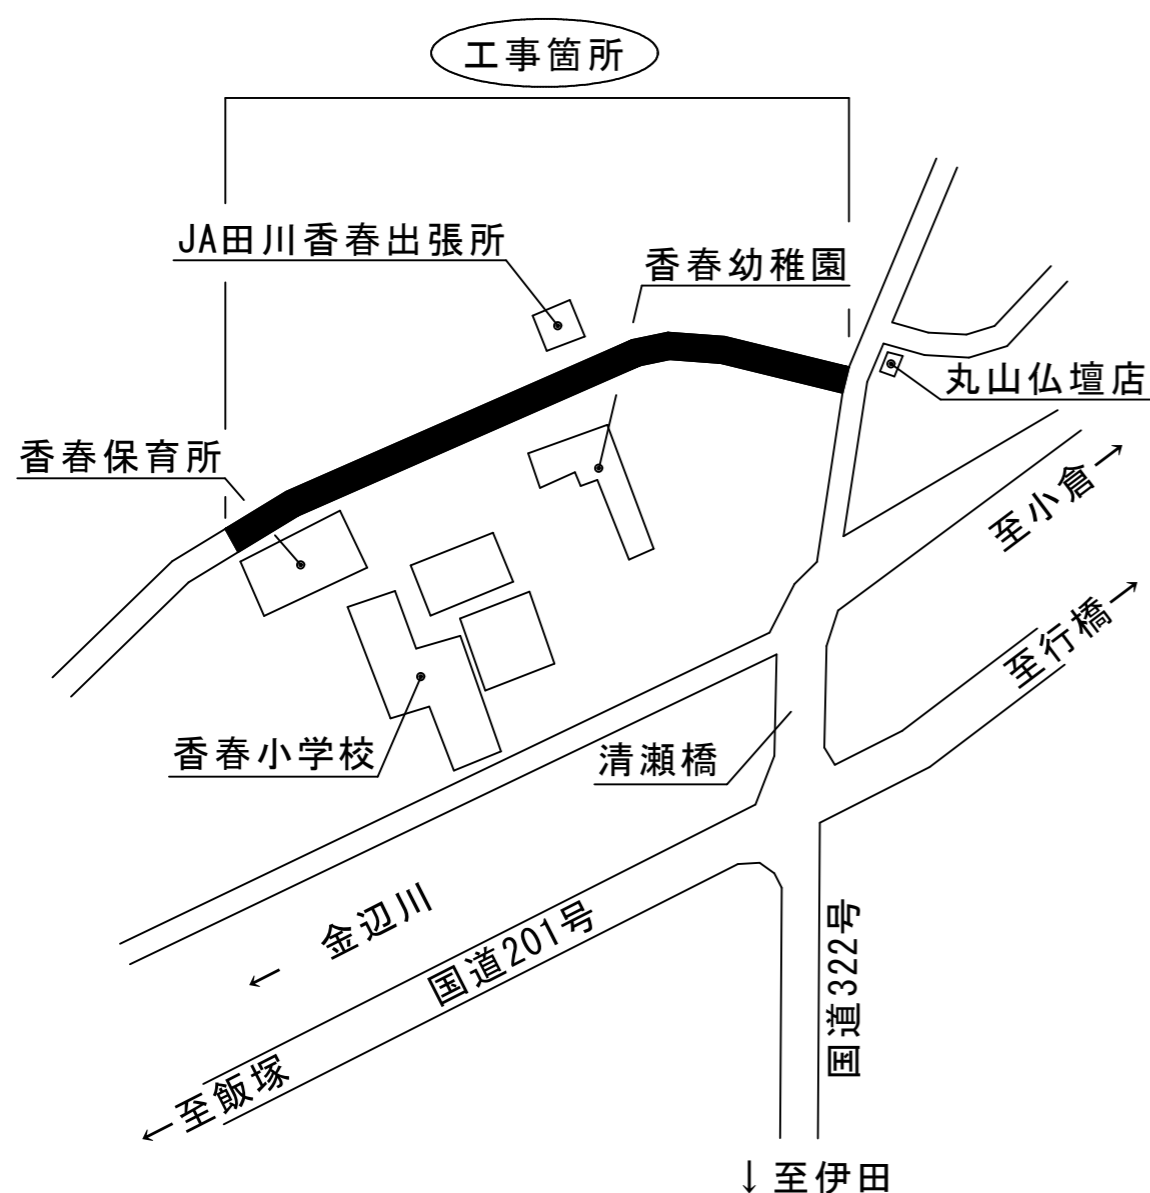 工事箇所
JA田川香春出張所
香春幼稚園
丸山仏壇店
香春保育所
至小倉→
至行橋→
香春小学校
清瀬橋
← 金辺川
国道201号
国道322号
←至飯塚
↓至伊田